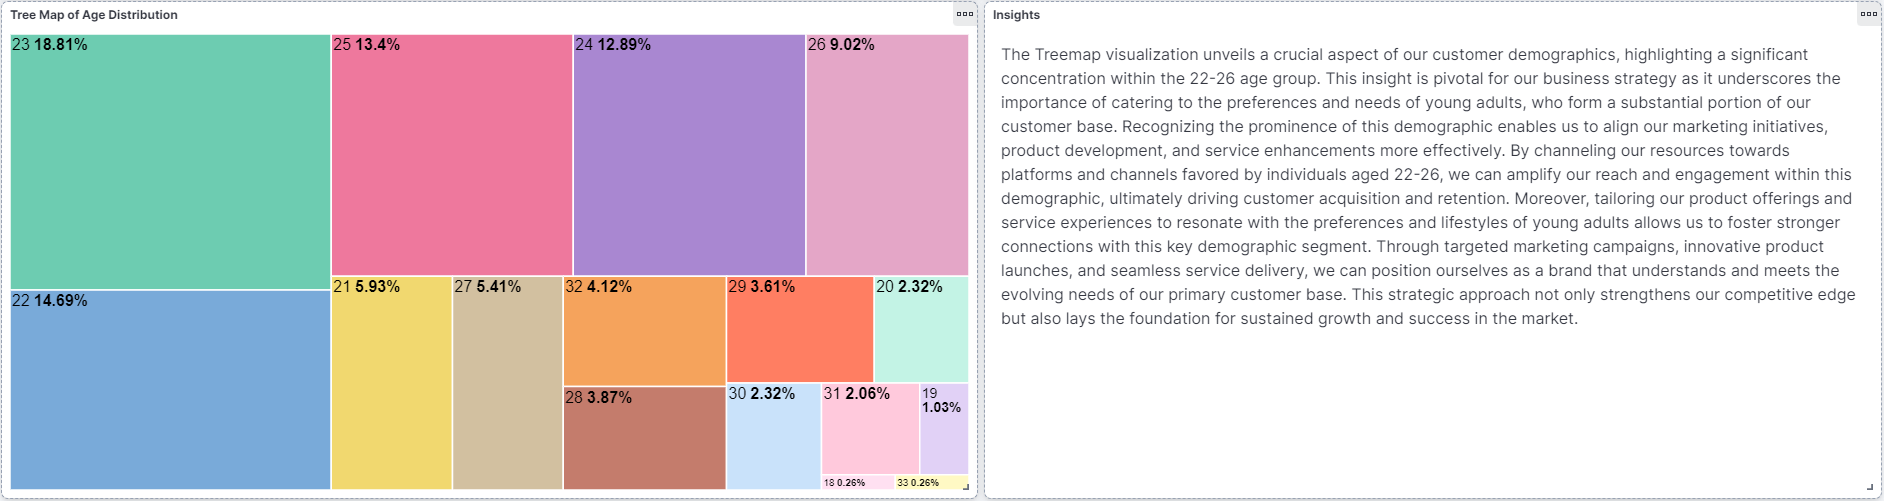 Tree Map of Age Distribution
23 18.81%
25 13.4%
24 12.89%
26 9.02%
22 14.69%
21 5.93%
27 5.41%
32 4.12%
29 3.61%
20 2.32%
28 3.87%
30 2.32%
31 2.06%
19
1.03%
18 0.26%
33 0.26%
Insights
The Treemap visualization unveils a crucial aspect of our customer demographics, highlighting a significant
concentration within the 22-26 age group. This insight is pivotal for our business strategy as it underscores the
importance of catering to the preferences and needs of young adults, who form a substantial portion of our
customer base. Recognizing the prominence of this demographic enables us to align our marketing initiatives,
product development, and service enhancements more effectively. By channeling our resources towards
platforms and channels favored by individuals aged 22-26, we can amplify our reach and engagement within this
demographic, ultimately driving customer acquisition and retention. Moreover, tailoring our product offerings and
service experiences to resonate with the preferences and lifestyles of young adults allows us to foster stronger
connections with this key demographic segment. Through targeted marketing campaigns, innovative product
launches, and seamless service delivery, we can position ourselves as a brand that understands and meets the
evolving needs of our primary customer base. This strategic approach not only strengthens our competitive edge
but also lays the foundation for sustained growth and success in the market.